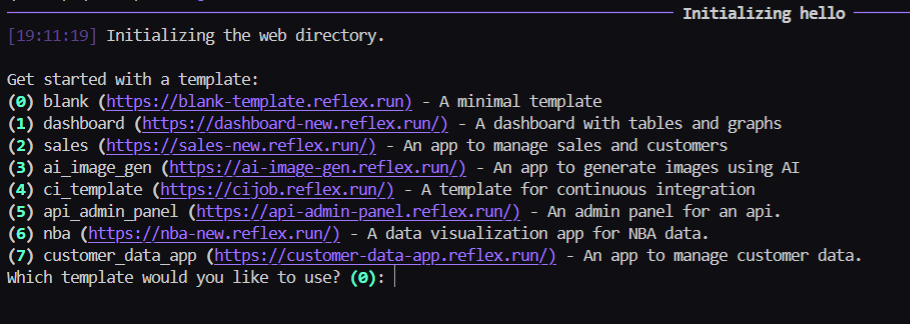 Initializing hello
[19:11:19] Initializing the web directory.
Get started with a template:
(0) blank (https://blank-template.reflex.run) - A minimal template
(1) dashboard (https://dashboard-new.reflex.run/) - A dashboard with tables and graphs
(2) sales (https://sales-new.reflex.run/) - An app to manage sales and customers
(3) ai_image_gen (https://ai-image-gen.reflex.run/) - An app to generate images using AI
(4) ci_template (https://cijob.reflex.run/) - A template for continuous integration
(5) api_admin_panel (https://api-admin-panel.reflex.run/) - An admin panel for an api.
(6) nba (https://nba-new.reflex.run/) - A data visualization app for NBA data.
(7) customer_data_app (https://customer-data-app.reflex.run/) - An app to manage customer data.
Which template would you like to use? (0):